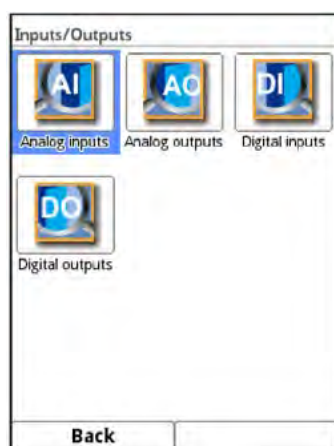 Inputs/Outputs
AI AO DI
Analog inputs Analog outputs Digital inputs
DO
Digital outputs
Back